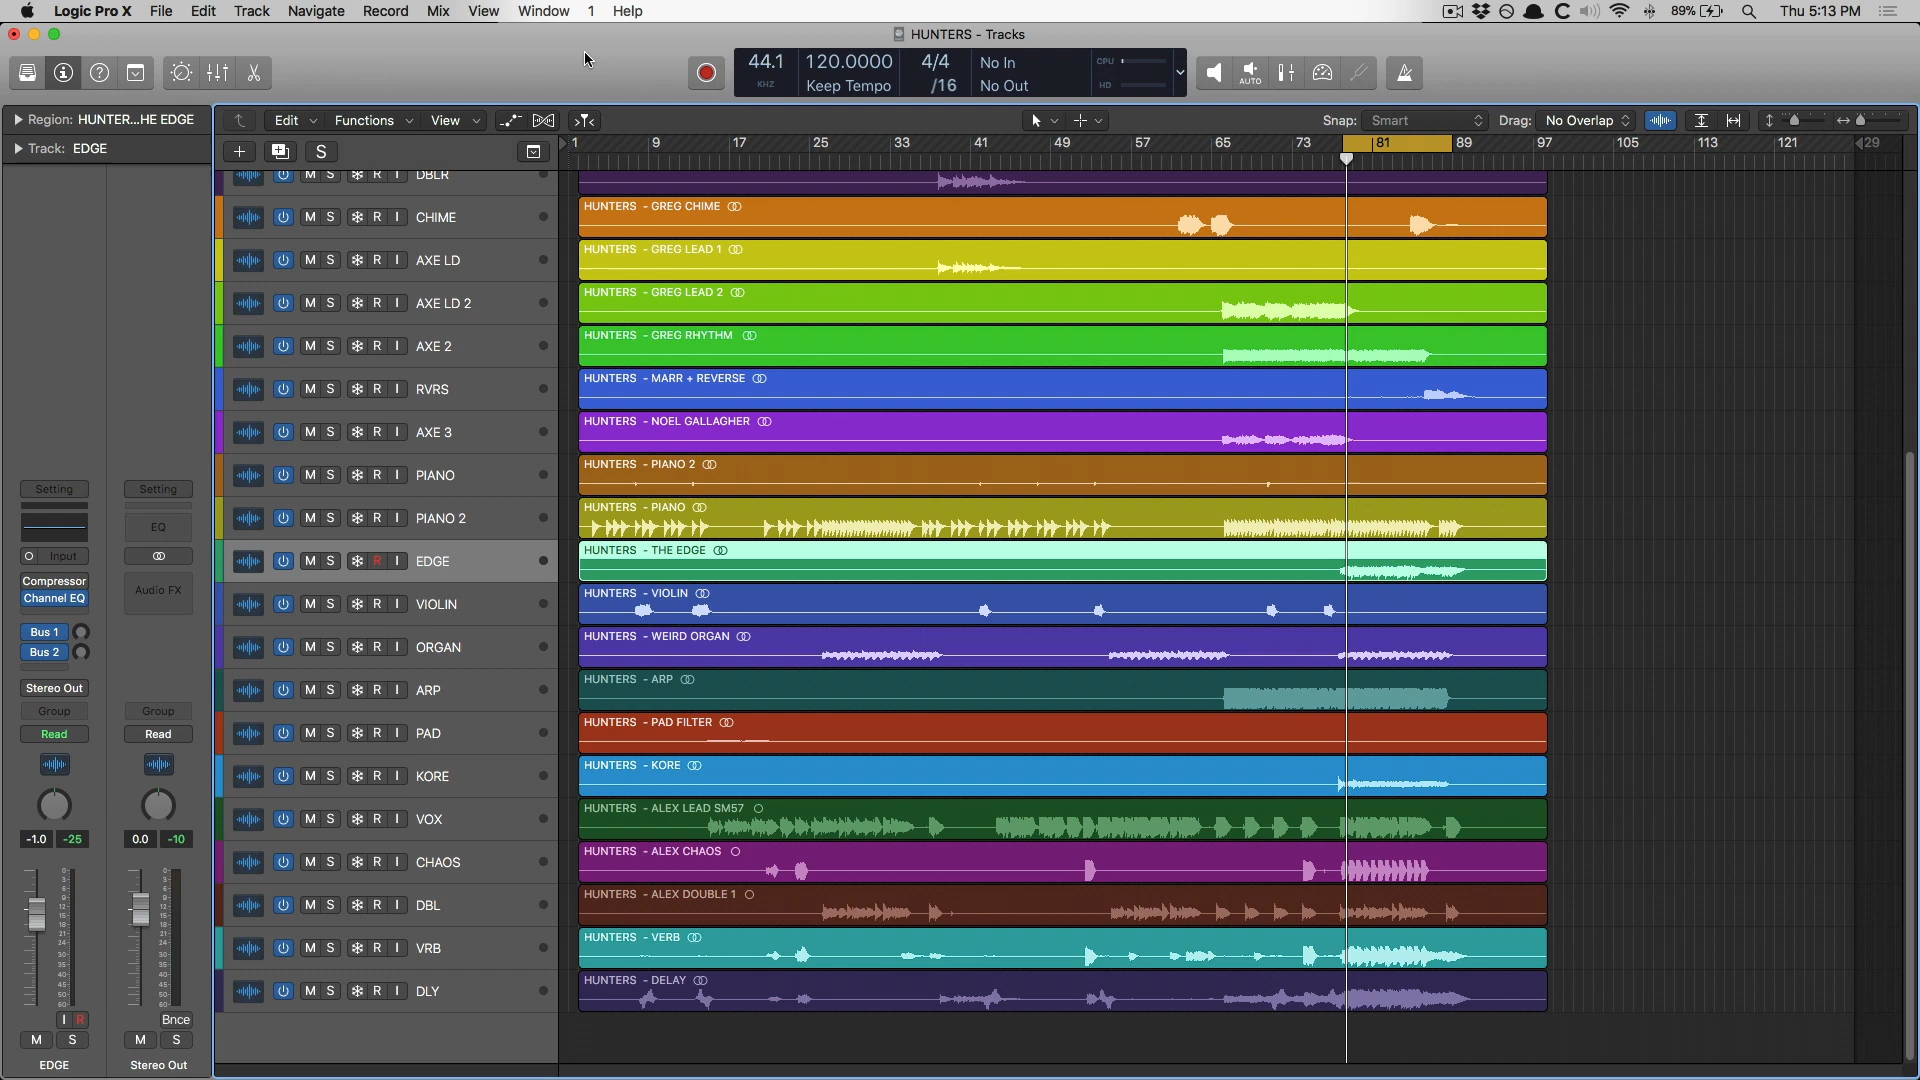 Logic Pro X File Edit Track Navigate Record Mix View Window 1 Help
89% Thu 5:13 PM
HUNTERS - Tracks
44.1 120.0000 4/4 No In
KHZ Keep Tempo /16 No Out
CPU
HD
AUTO
Region: HUNTER...HE EDGE
Track: EDGE
Edit Functions View
Snap: Smart Drag: No Overlap
S
1 9 17 25 33 41 49 57 65 73 81 89 97 105 113 121 29
M S R I DBLR
M S R I CHIME
HUNTERS - GREG CHIME
M S R I AXE LD
HUNTERS - GREG LEAD 1
M S R I AXE LD 2
HUNTERS - GREG LEAD 2
M S R I AXE 2
HUNTERS - GREG RHYTHM
M S R I RVRS
HUNTERS - MARR + REVERSE
M S R I AXE 3
HUNTERS - NOEL GALLAGHER
M S R I PIANO
HUNTERS - PIANO 2
M S R I PIANO 2
HUNTERS - PIANO
M S R I EDGE
HUNTERS - THE EDGE
M S R I VIOLIN
HUNTERS - VIOLIN
M S R I ORGAN
HUNTERS - WEIRD ORGAN
M S R I ARP
HUNTERS - ARP
M S R I PAD
HUNTERS - PAD FILTER
M S R I KORE
HUNTERS - KORE
M S R I VOX
HUNTERS - ALEX LEAD SM57
M S R I CHAOS
HUNTERS - ALEX CHAOS
M S R I DBL
HUNTERS - ALEX DOUBLE 1
M S R I VRB
HUNTERS - VERB
M S R I DLY
HUNTERS - DELAY
Setting Setting
EQ
Input
Compressor
Channel EQ
Audio FX
Bus 1
Bus 2
Stereo Out
Group Group
Read Read
-1.0 -25 0.0 -10
I R Bnce
M S M S
EDGE Stereo Out